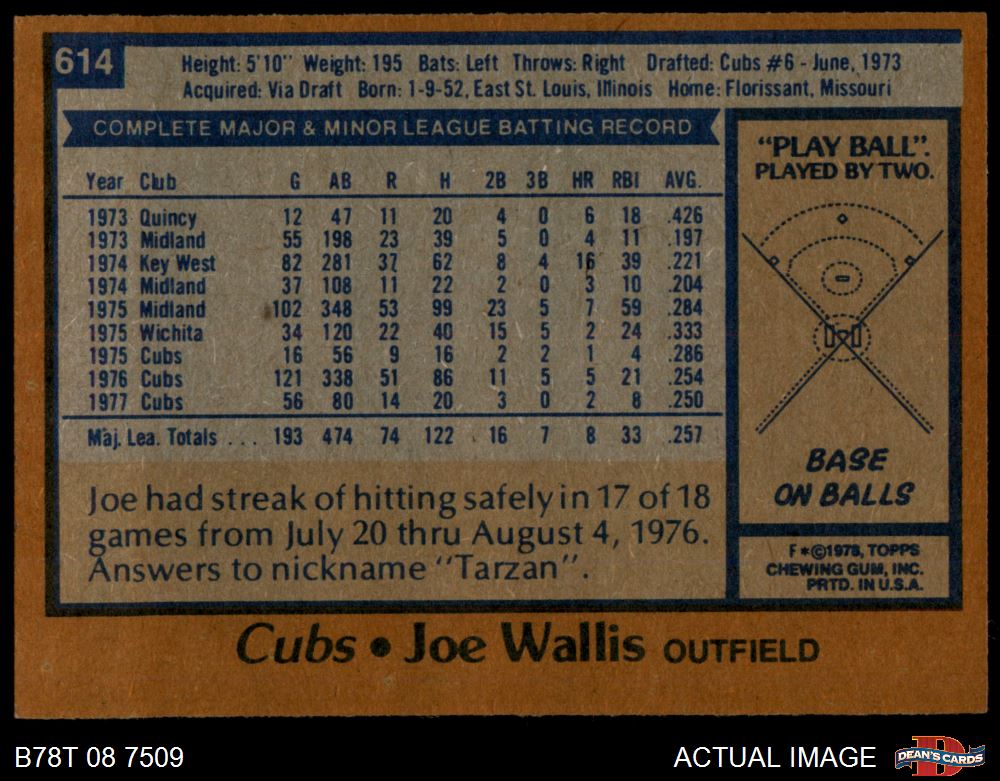 614
Height: 5'10" Weight: 195 Bats: Left Throws: Right Drafted: Cubs #6 - June, 1973
Acquired: Via Draft Born: 1-9-52, East St. Louis, Illinois Home: Florissant, Missouri
COMPLETE MAJOR & MINOR LEAGUE BATTING RECORD
Year Club G AB R H 2B 3B HR RBI AVG.
1973 Quincy 12 47 11 20 4 0 6 18 .426
1973 Midland 55 198 23 39 5 0 4 11 .197
1974 Key West 82 281 37 62 8 4 16 39 .221
1974 Midland 37 108 11 22 2 0 3 10 .204
1975 Midland 102 348 53 99 23 5 7 59 .284
1975 Wichita 34 120 22 40 15 5 2 24 .333
1975 Cubs 16 56 9 16 2 2 1 4 .286
1976 Cubs 121 338 51 86 11 5 5 21 .254
1977 Cubs 56 80 14 20 3 0 2 8 .250
Maj. Lea. Totals . . . 193 474 74 122 16 7 8 33 .257
Joe had streak of hitting safely in 17 of 18
games from July 20 thru August 4, 1976.
Answers to nickname "Tarzan".
"PLAY BALL".
PLAYED BY TWO.
BASE
ON BALLS
F*©1978, TOPPS
CHEWING GUM, INC.
PRTD. IN U.S.A.
Cubs • Joe Wallis OUTFIELD
B78T 08 7509
ACTUAL IMAGE
D
DEAN'S CARDS